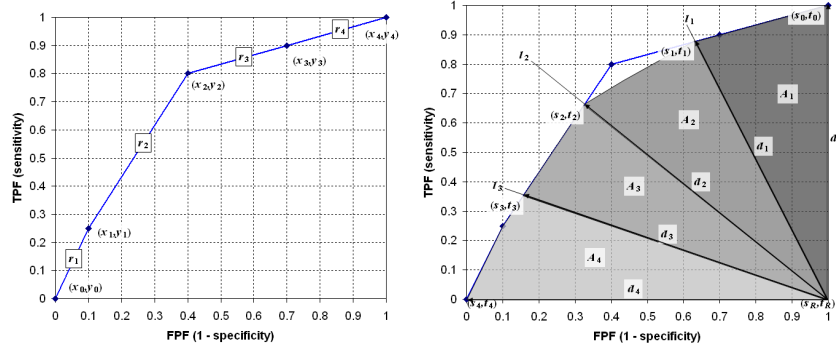 TPF (sensitivity)
1
0.9
0.8
0.7
0.6
0.5
0.4
0.3
0.2
0.1
0
r4
(x4,y4)
r3
(x3,y3)
(x2,y2)
r2
(x1,y1)
r1
(x0,y0)
0 0.1 0.2 0.3 0.4 0.5 0.6 0.7 0.8 0.9 1
FPF (1 - specificity)
TPF (sensitivity)
1
0.9
0.8
0.7
0.6
0.5
0.4
0.3
0.2
0.1
0
l1
(s0,t0)
l2
(s1,t1)
A1
(s2,t2)
A2
d1
d
l3
A3
d2
(s3,t3)
d3
A4
d4
(s4,t4)
(sR,tR)
0 0.1 0.2 0.3 0.4 0.5 0.6 0.7 0.8 0.9 1
FPF (1 - specificity)